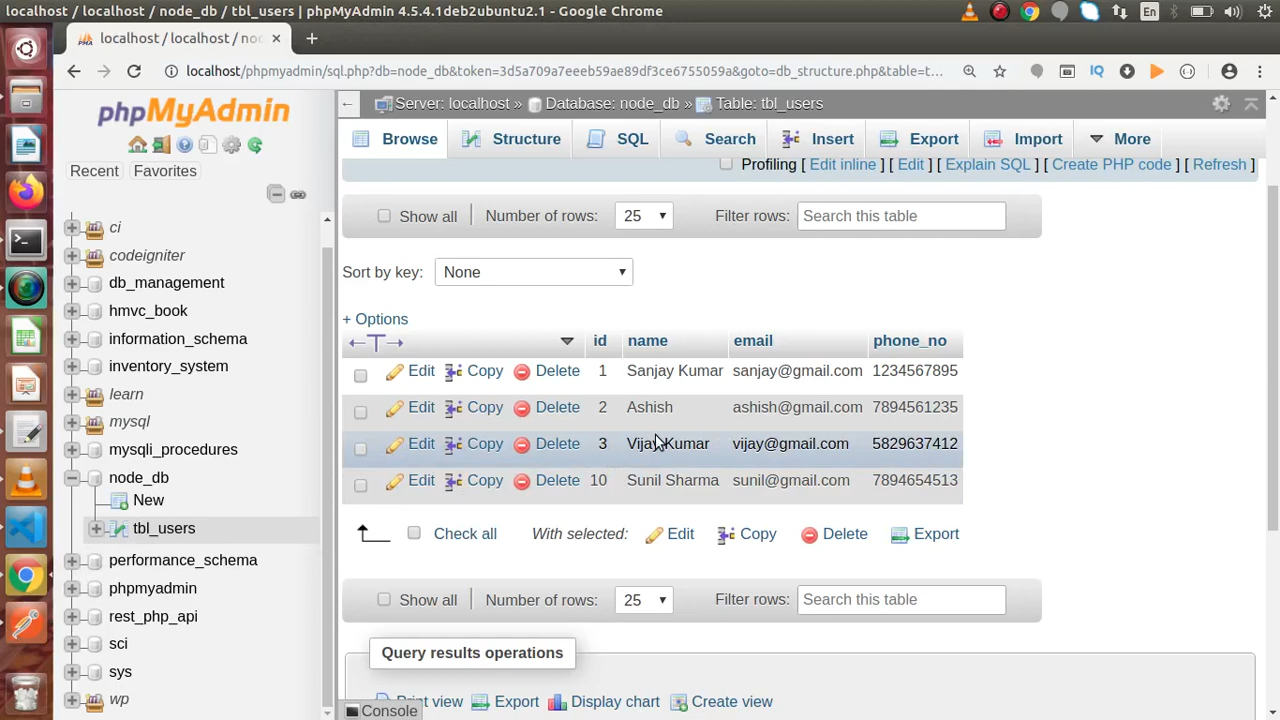 localhost / localhost / node_db / tbl_users | phpMyAdmin 4.5.4.1deb2ubuntu2.1 - Google Chrome
En
localhost / localhost / no
localhost/phpmyadmin/sql.php?db=node_db&token=3d5a709a7eeeb59ae89df3ce6755059a&goto=db_structure.php&table=t...
IQ
phpMyAdmin
Recent
Favorites
ci
codeigniter
db_management
hmvc_book
information_schema
inventory_system
learn
mysql
mysqli_procedures
node_db
New
tbl_users
performance_schema
phpmyadmin
rest_php_api
sci
sys
wp
Server: localhost » Database: node_db » Table: tbl_users
Browse Structure SQL Search Insert Export Import More
Profiling [ Edit inline ] [ Edit ] [ Explain SQL ] [ Create PHP code ] [ Refresh ]
Show all Number of rows: 25 Filter rows: Search this table
Sort by key: None
+ Options
id name email phone_no
Edit Copy Delete 1 Sanjay Kumar sanjay@gmail.com 1234567895
Edit Copy Delete 2 Ashish ashish@gmail.com 7894561235
Edit Copy Delete 3 Vijay Kumar vijay@gmail.com 5829637412
Edit Copy Delete 10 Sunil Sharma sunil@gmail.com 7894654513
Check all With selected: Edit Copy Delete Export
Show all Number of rows: 25 Filter rows: Search this table
Query results operations
Print view Export Display chart Create view
Console